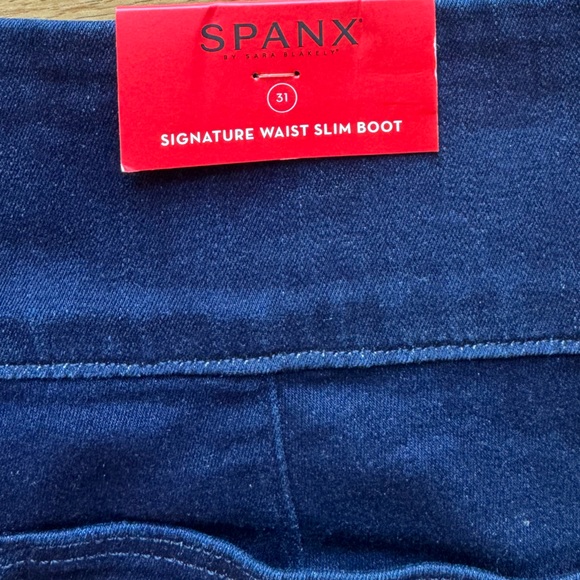 SPANX
BY SARA BLAKELY
31
SIGNATURE WAIST SLIM BOOT